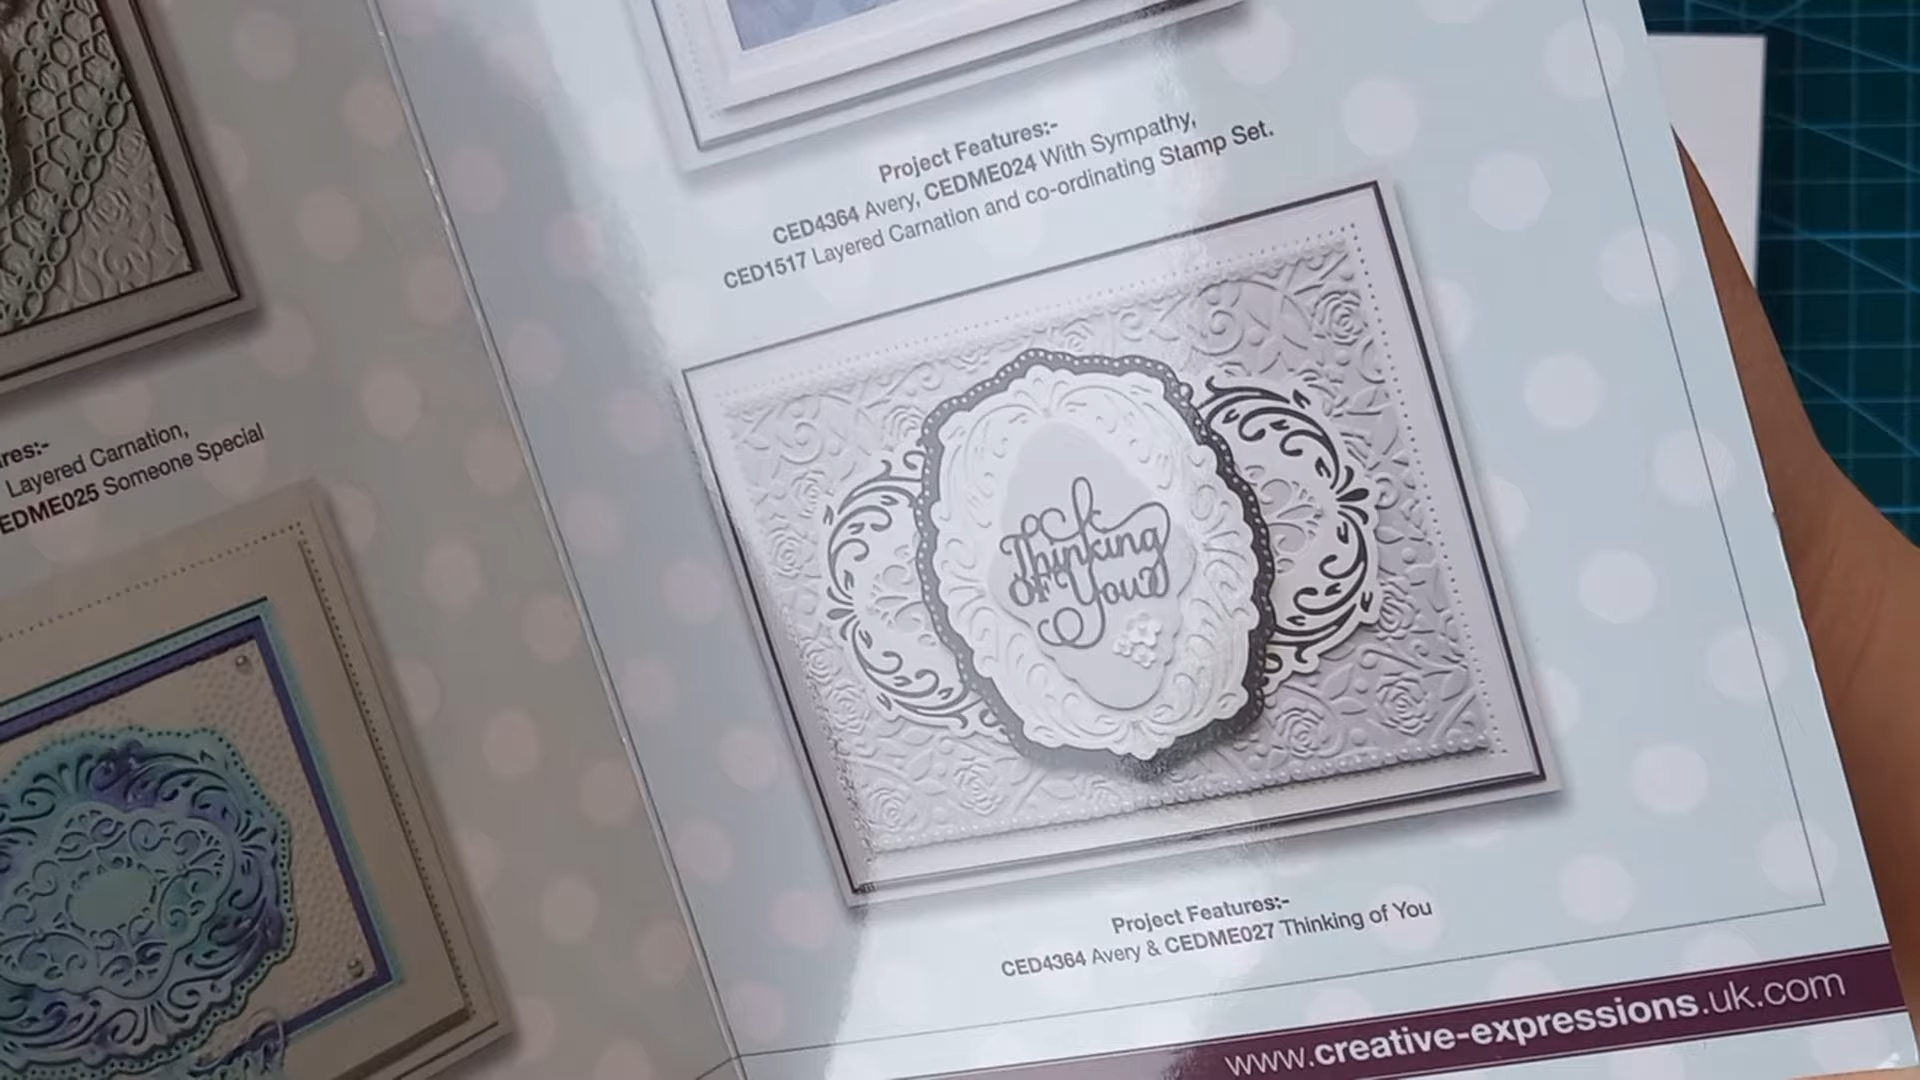 res:-
Layered Carnation,
EDME025 Someone Special
Project Features:-
CED4364 Avery, CEDME024 With Sympathy,
CED1517 Layered Carnation and co-ordinating Stamp Set.
Thinking
of You
Project Features:-
CED4364 Avery & CEDME027 Thinking of You
www.creative-expressions.uk.com